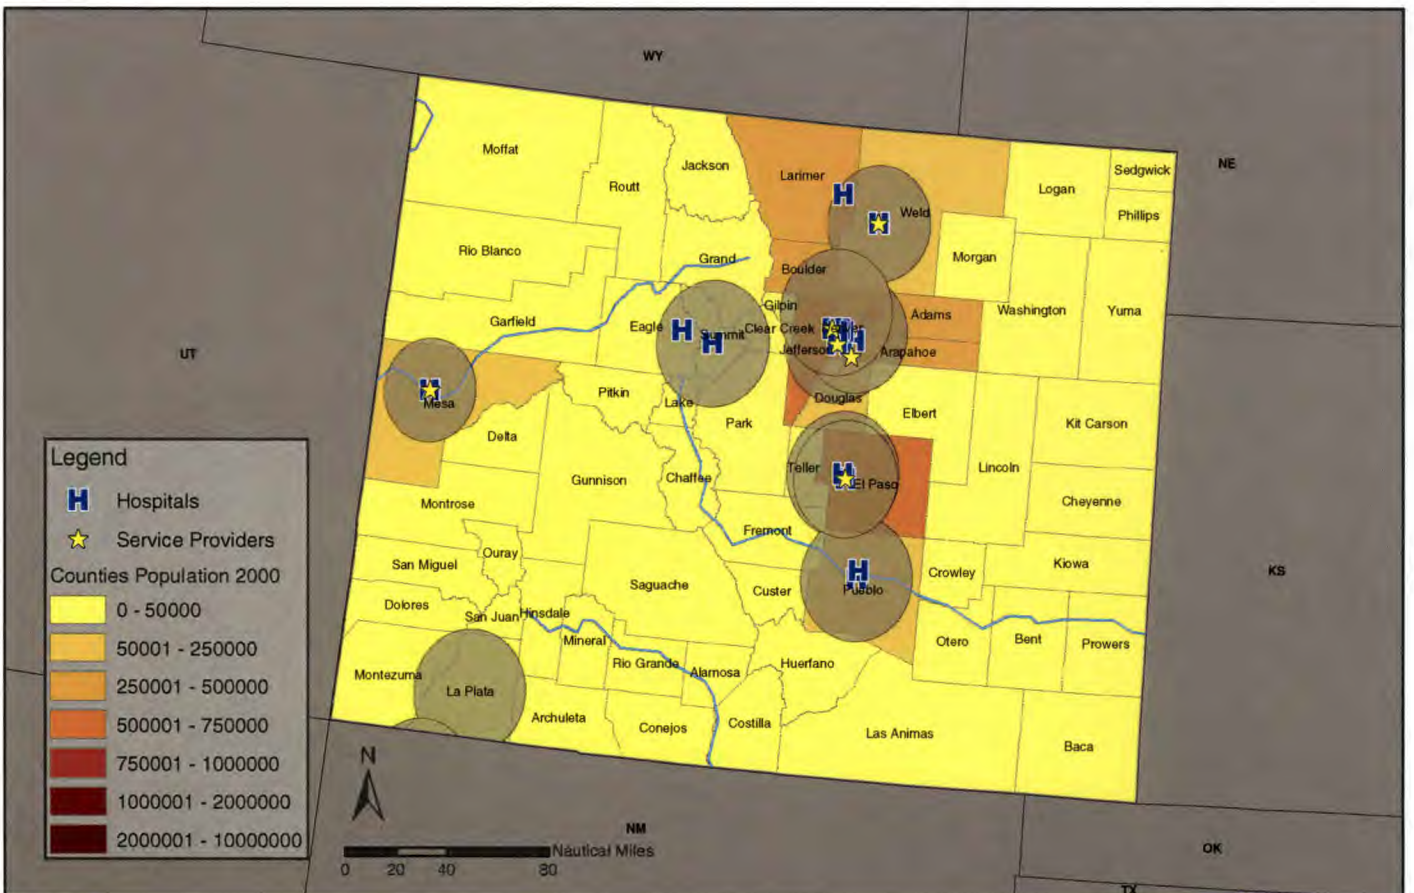 WY
NE
Moffat
Jackson
Larimer
Sedgwick
Routt
Logan
Weld
Phillips
Rio Blanco
Grand
Morgan
Boulder
Gilpin
Washington
Yuma
Garfield
Eagle
Summit
Clear Creek
Adams
UT
Jefferson
Arapahoe
Mesa
Pitkin
Lake
Douglas
Elbert
Park
Kit Carson
Delta
Legend
Hospitals
Service Providers
Counties Population 2000
0 - 50000
50001 - 250000
250001 - 500000
500001 - 750000
750001 - 1000000
1000001 - 2000000
2000001 - 10000000
Gunnison
Chaffee
Teller
El Paso
Lincoln
Cheyenne
Montrose
Fremont
Ouray
San Miguel
Saguache
Custer
Pueblo
Crowley
Kiowa
KS
Dolores
San Juan
Hinsdale
Mineral
Otero
Bent
Prowers
Rio Grande
Alamosa
Huerfano
Montezuma
La Plata
Archuleta
Conejos
Costilla
Las Animas
Baca
N
NM
OK
Nautical Miles
0 20 40 80
TX